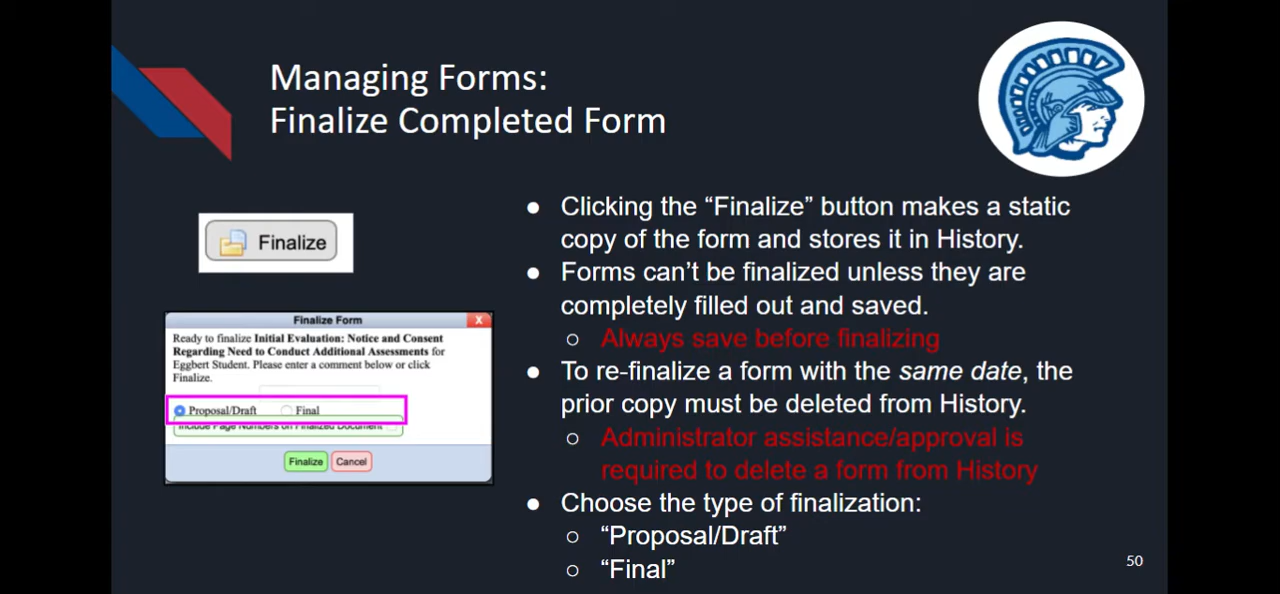 Managing Forms:
Finalize Completed Form
Finalize
Finalize Form
X
Ready to finalize Initial Evaluation: Notice and Consent
Regarding Need to Conduct Additional Assessments for
Eggbert Student. Please enter a comment below or click
Finalize.
Proposal/Draft Final
Include Page Numbers on Finalized Document
Finalize Cancel
● Clicking the “Finalize” button makes a static
copy of the form and stores it in History.
● Forms can’t be finalized unless they are
completely filled out and saved.
○ Always save before finalizing
● To re-finalize a form with the same date, the
prior copy must be deleted from History.
○ Administrator assistance/approval is
required to delete a form from History
● Choose the type of finalization:
○ “Proposal/Draft”
○ “Final”
50